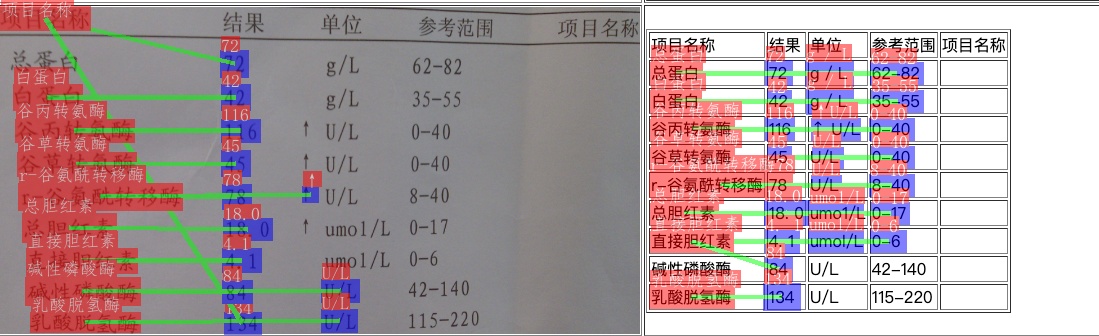 项目名称 结果 单位 参考范围 项目名称
总蛋白 72 g/L 62-82
白蛋白 42 g/L 35-55
谷丙转氨酶 116 ↑ U/L 0-40
谷草转氨酶 45 ↑ U/L 0-40
r-谷氨酰转移酶 78 ↑ U/L 8-40
总胆红素 18.0 ↑ umol/L 0-17
直接胆红素 4.1 umol/L 0-6
碱性磷酸酶 84 U/L 42-140
乳酸脱氢酶 134 U/L 115-220
项目名称 结果 单位 参考范围 项目名称
总蛋白 72 g/L 62-82
白蛋白 42 g/L 35-55
谷丙转氨酶 116 ↑ U/L 0-40
谷草转氨酶 45 U/L 0-40
r-谷氨酰转移酶 78 U/L 8-40
总胆红素 18.0 umol/L 0-17
直接胆红素 4.1 umol/L 0-6
碱性磷酸酶 84 U/L 42-140
乳酸脱氢酶 134 U/L 115-220